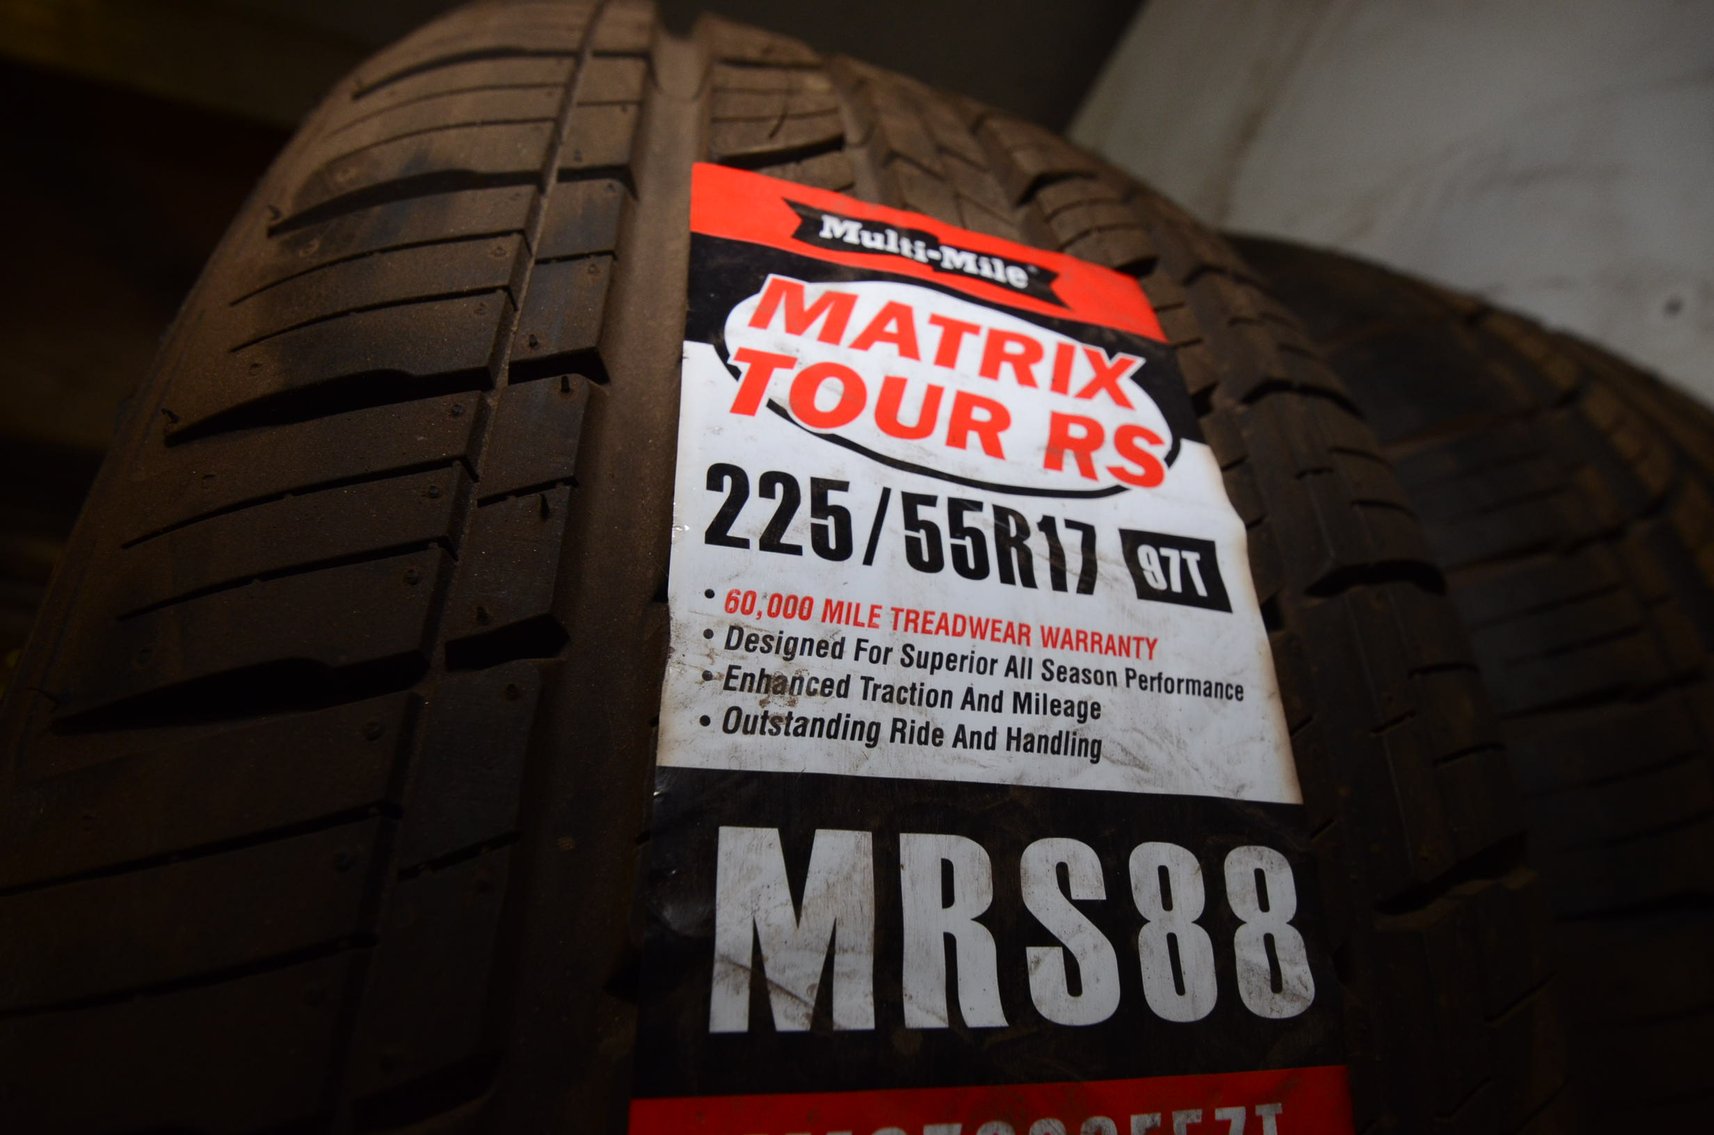 Multi-Mile
MATRIX
TOUR RS
225/55R17 97T
• 60,000 MILE TREADWEAR WARRANTY
• Designed For Superior All Season Performance
• Enhanced Traction And Mileage
• Outstanding Ride And Handling
MRS88